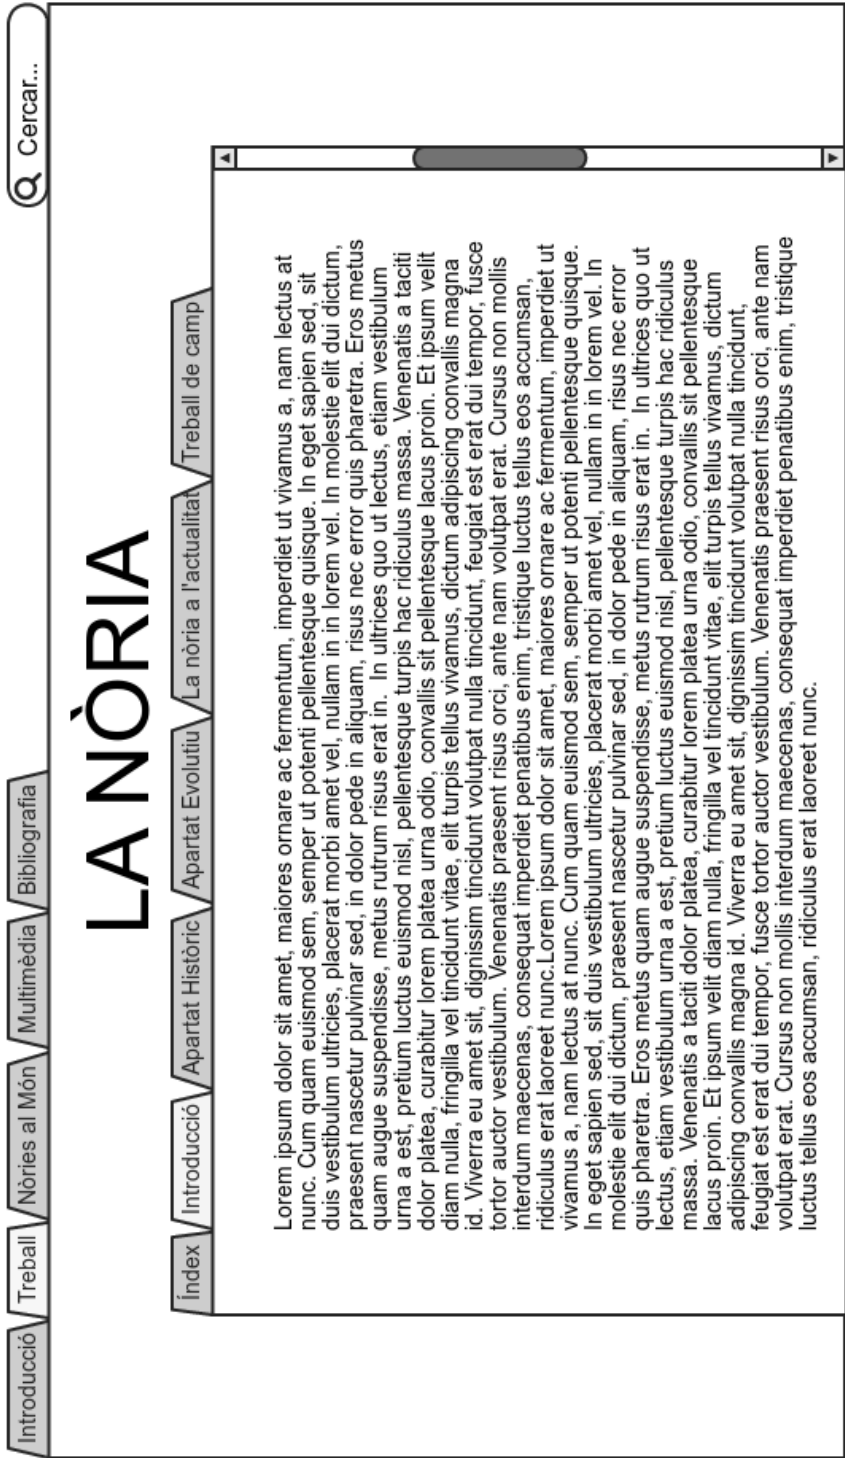 Introducció
Treball
Nòries al Món
Multimèdia
Bibliografia
Cercar...
LA NÒRIA
Índex
Introducció
Apartat Històric
Apartat Evolutiu
La nòria a l'actualitat
Treball de camp
Lorem ipsum dolor sit amet, maiores ornare ac fermentum, imperdiet ut vivamus a, nam lectus at
nunc. Cum quam euismod sem, semper ut potenti pellentesque quisque. In eget sapien sed, sit
duis vestibulum ultricies, placerat morbi amet vel, nullam in in lorem vel. In molestie elit dui dictum,
praesent nascetur pulvinar sed, in dolor pede in aliquam, risus nec error quis pharetra. Eros metus
quam augue suspendisse, metus rutrum risus erat in.  In ultrices quo ut lectus, etiam vestibulum
urna a est, pretium luctus euismod nisl, pellentesque turpis hac ridiculus massa. Venenatis a taciti
dolor platea, curabitur lorem platea urna odio, convallis sit pellentesque lacus proin. Et ipsum velit
diam nulla, fringilla vel tincidunt vitae, elit turpis tellus vivamus, dictum adipiscing convallis magna
id. Viverra eu amet sit, dignissim tincidunt volutpat nulla tincidunt, feugiat est erat dui tempor, fusce
tortor auctor vestibulum. Venenatis praesent risus orci, ante nam volutpat erat. Cursus non mollis
interdum maecenas, consequat imperdiet penatibus enim, tristique luctus tellus eos accumsan,
ridiculus erat laoreet nunc.Lorem ipsum dolor sit amet, maiores ornare ac fermentum, imperdiet ut
vivamus a, nam lectus at nunc. Cum quam euismod sem, semper ut potenti pellentesque quisque.
In eget sapien sed, sit duis vestibulum ultricies, placerat morbi amet vel, nullam in in lorem vel. In
molestie elit dui dictum, praesent nascetur pulvinar sed, in dolor pede in aliquam, risus nec error
quis pharetra. Eros metus quam augue suspendisse, metus rutrum risus erat in.  In ultrices quo ut
lectus, etiam vestibulum urna a est, pretium luctus euismod nisl, pellentesque turpis hac ridiculus
massa. Venenatis a taciti dolor platea, curabitur lorem platea urna odio, convallis sit pellentesque
lacus proin. Et ipsum velit diam nulla, fringilla vel tincidunt vitae, elit turpis tellus vivamus, dictum
adipiscing convallis magna id. Viverra eu amet sit, dignissim tincidunt volutpat nulla tincidunt,
feugiat est erat dui tempor, fusce tortor auctor vestibulum. Venenatis praesent risus orci, ante nam
volutpat erat. Cursus non mollis interdum maecenas, consequat imperdiet penatibus enim, tristique
luctus tellus eos accumsan, ridiculus erat laoreet nunc.